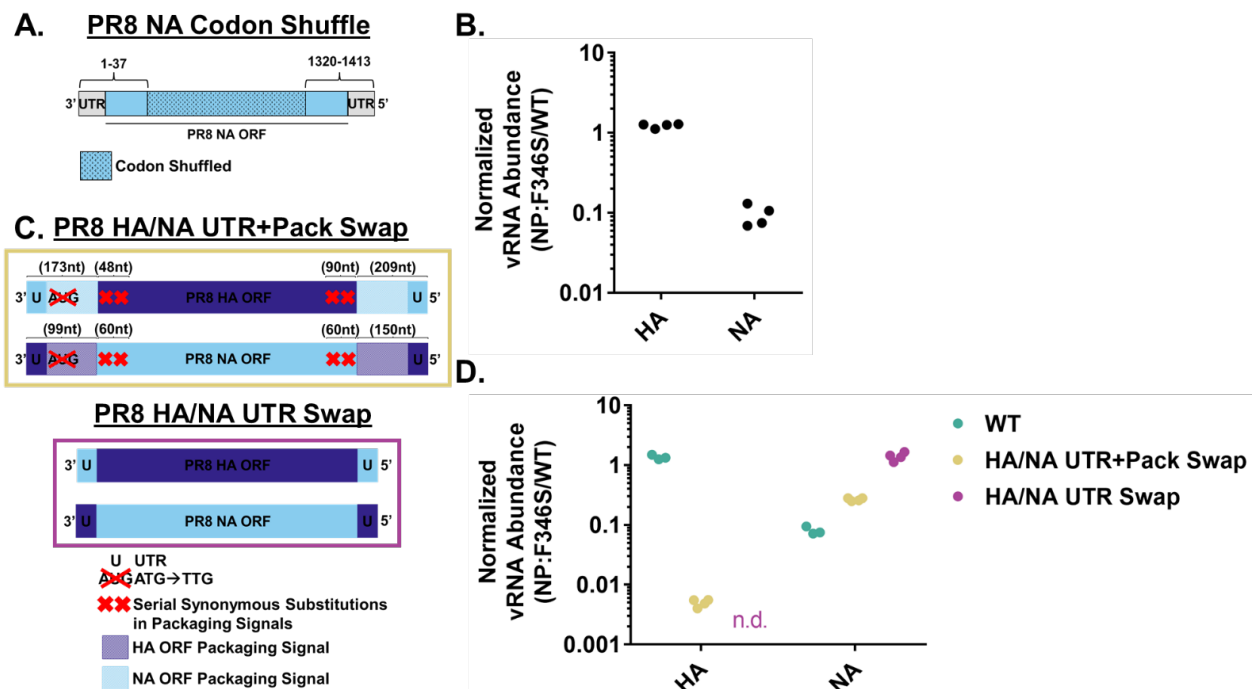 A.
PR8 NA Codon Shuffle
1-37
1320-1413
3' UTR UTR 5'
PR8 NA ORF
Codon Shuffled
B.
Normalized
vRNA Abundance
(NP:F346S/WT)
10
1
0.1
0.01
HA
NA
C.
PR8 HA/NA UTR+Pack Swap
(173nt) (48nt) (90nt) (209nt)
3' U AUG PR8 HA ORF U 5'
(99nt) (60nt) (60nt) (150nt)
3' U AUG PR8 NA ORF U 5'
PR8 HA/NA UTR Swap
3' U PR8 HA ORF U 5'
3' U PR8 NA ORF U 5'
U UTR
AUG ATG→TTG
Serial Synonymous Substitutions
in Packaging Signals
HA ORF Packaging Signal
NA ORF Packaging Signal
D.
Normalized
vRNA Abundance
(NP:F346S/WT)
10
1
0.1
0.01
0.001
n.d.
HA
NA
WT
HA/NA UTR+Pack Swap
HA/NA UTR Swap